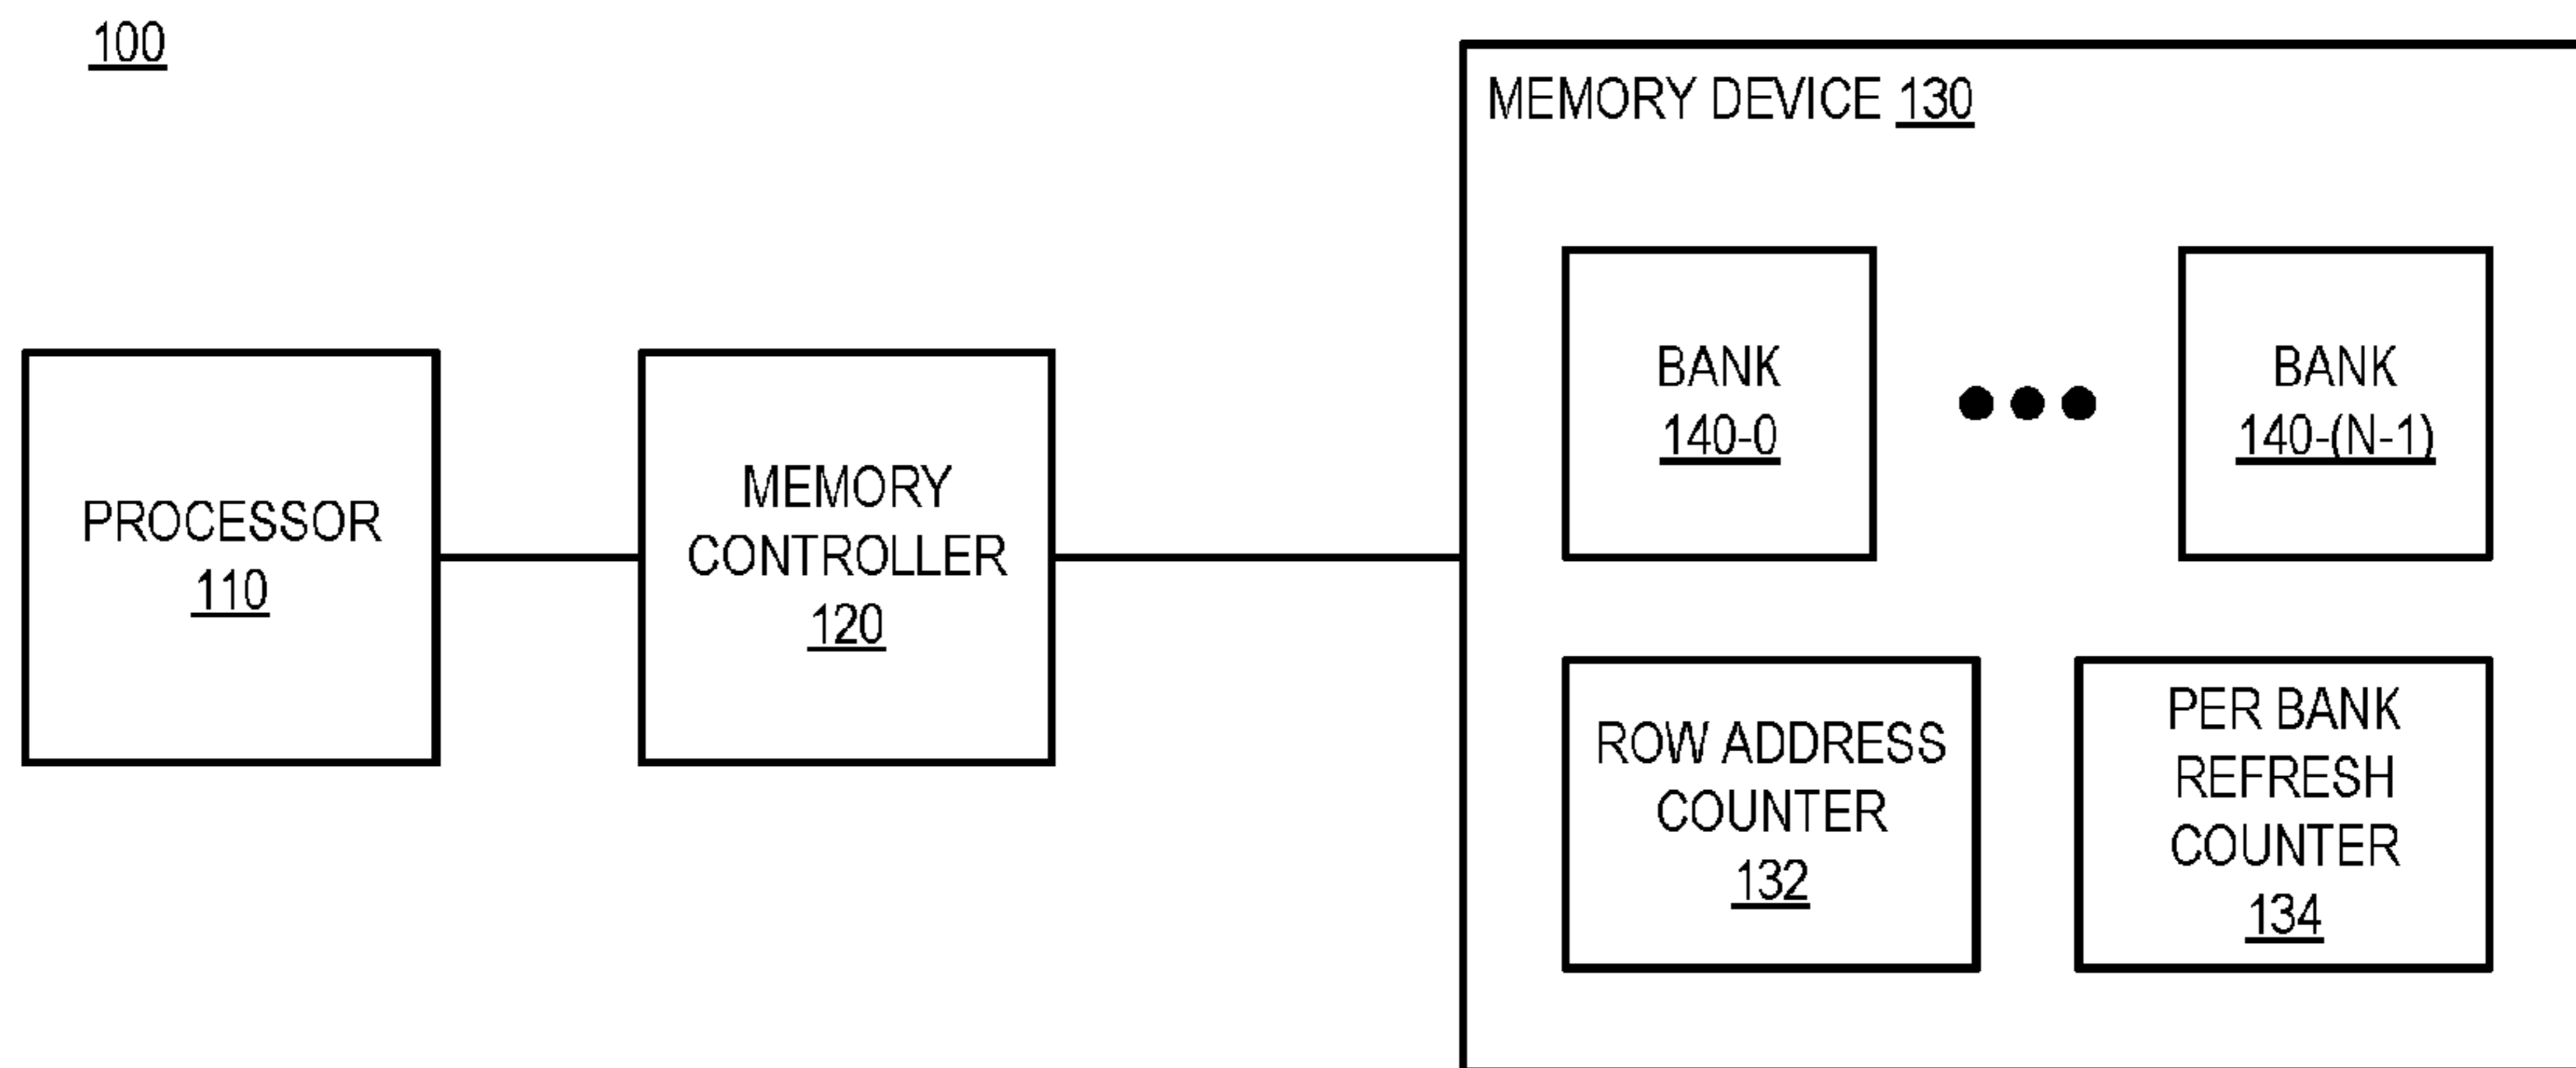 100
MEMORY DEVICE 130
BANK
140-0
BANK
140-(N-1)
PROCESSOR
110
MEMORY
CONTROLLER
120
ROW ADDRESS
COUNTER
132
PER BANK
REFRESH
COUNTER
134